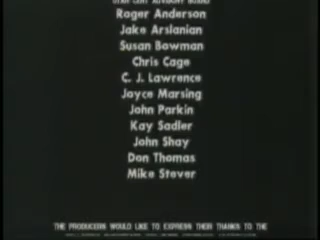 Roger Anderson
Jake Arslanian
Susan Bowman
Chris Cage
C. J. Lawrence
Joyce Marsing
John Parkin
Kay Sadler
John Shay
Don Thomas
Mike Stever
THE PRODUCERS WOULD LIKE TO EXPRESS THEIR THANKS TO THE